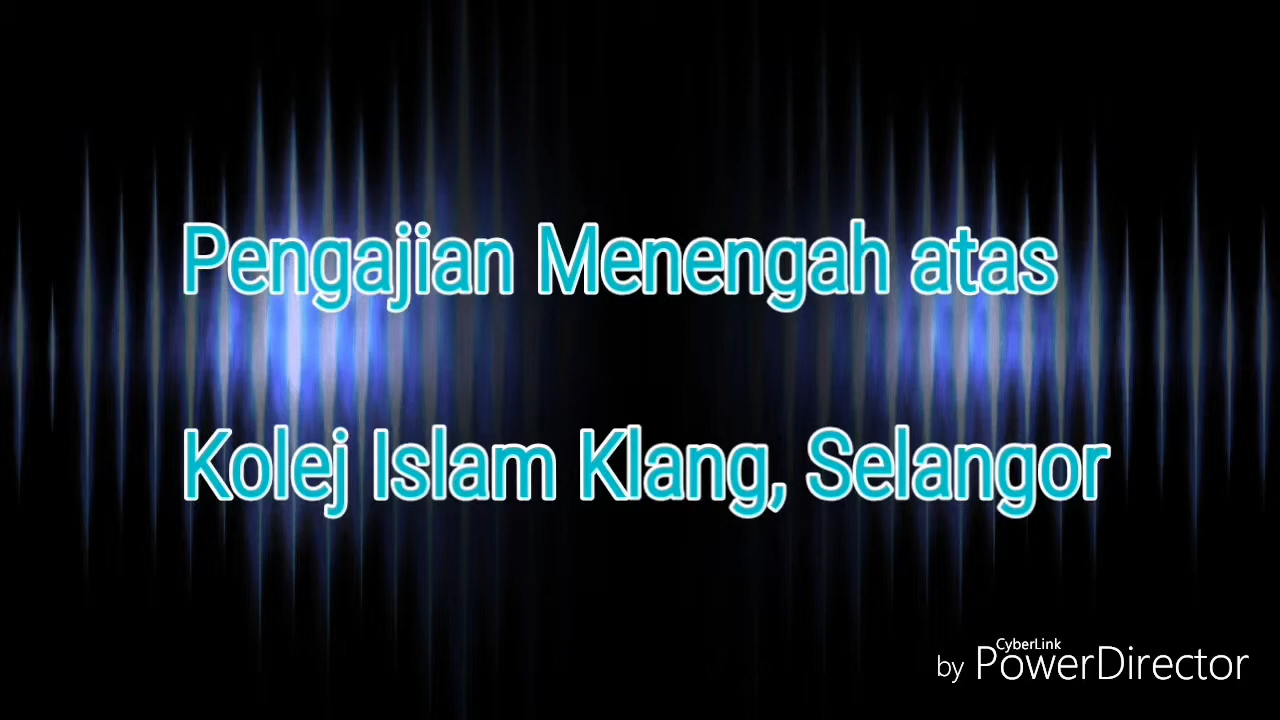 Pengajian Menengah atas
Kolej Islam Klang, Selangor
CyberLink
by PowerDirector